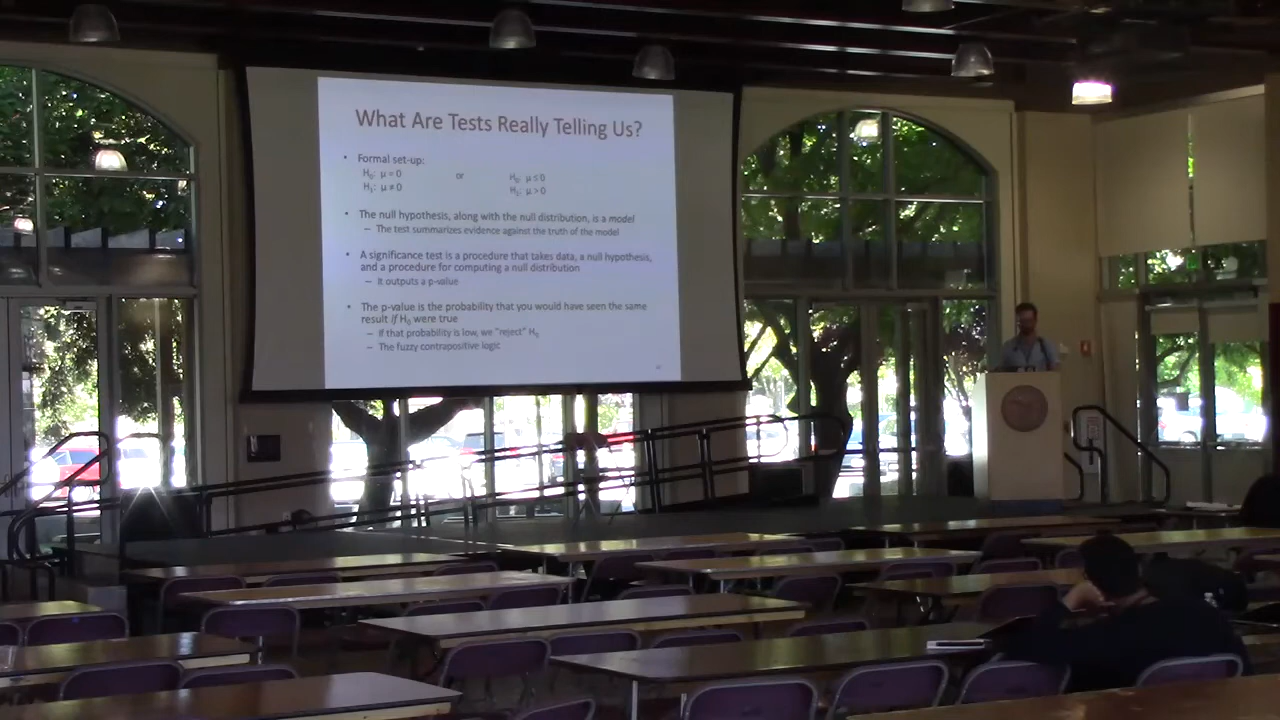 What Are Tests Really Telling Us?
• Formal set-up:
H₀: μ = 0 or H₀: μ ≤ 0
H₁: μ ≠ 0 H₁: μ > 0
• The null hypothesis, along with the null distribution, is a model
– The test summarizes evidence against the truth of the model
• A significance test is a procedure that takes data, a null hypothesis,
and a procedure for computing a null distribution
– It outputs a p-value
• The p-value is the probability that you would have seen the same
result if H₀ were true
– If that probability is low, we "reject" H₀
– The fuzzy contrapositive logic